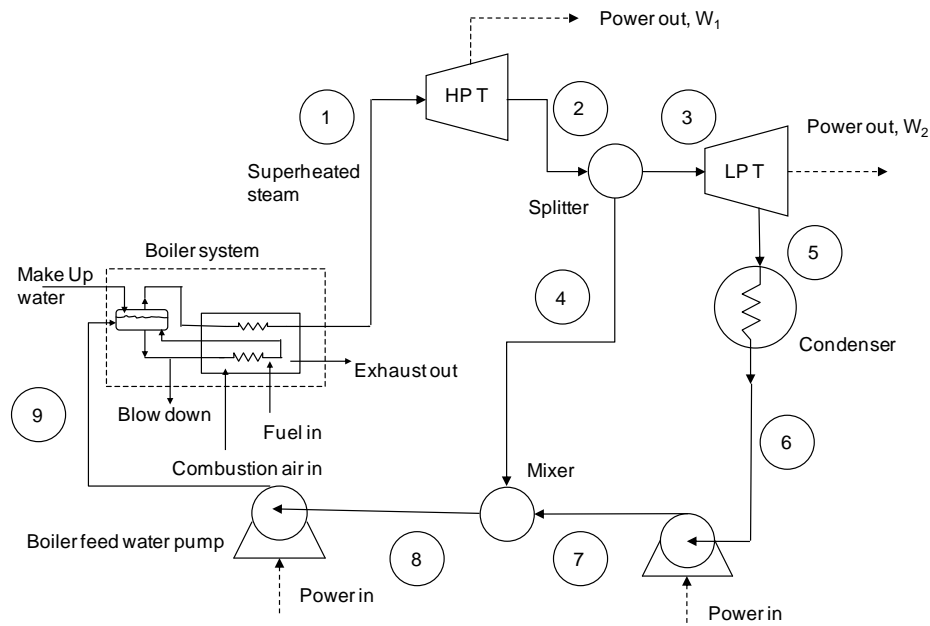 Power out, W1
HP T
1
2
3
Power out, W2
LP T
Superheated
steam
Splitter
Boiler system
5
Make Up
water
4
Condenser
Exhaust out
9
Blow down
Fuel in
6
Combustion air in
Mixer
Boiler feed water pump
8
7
Power in
Power in